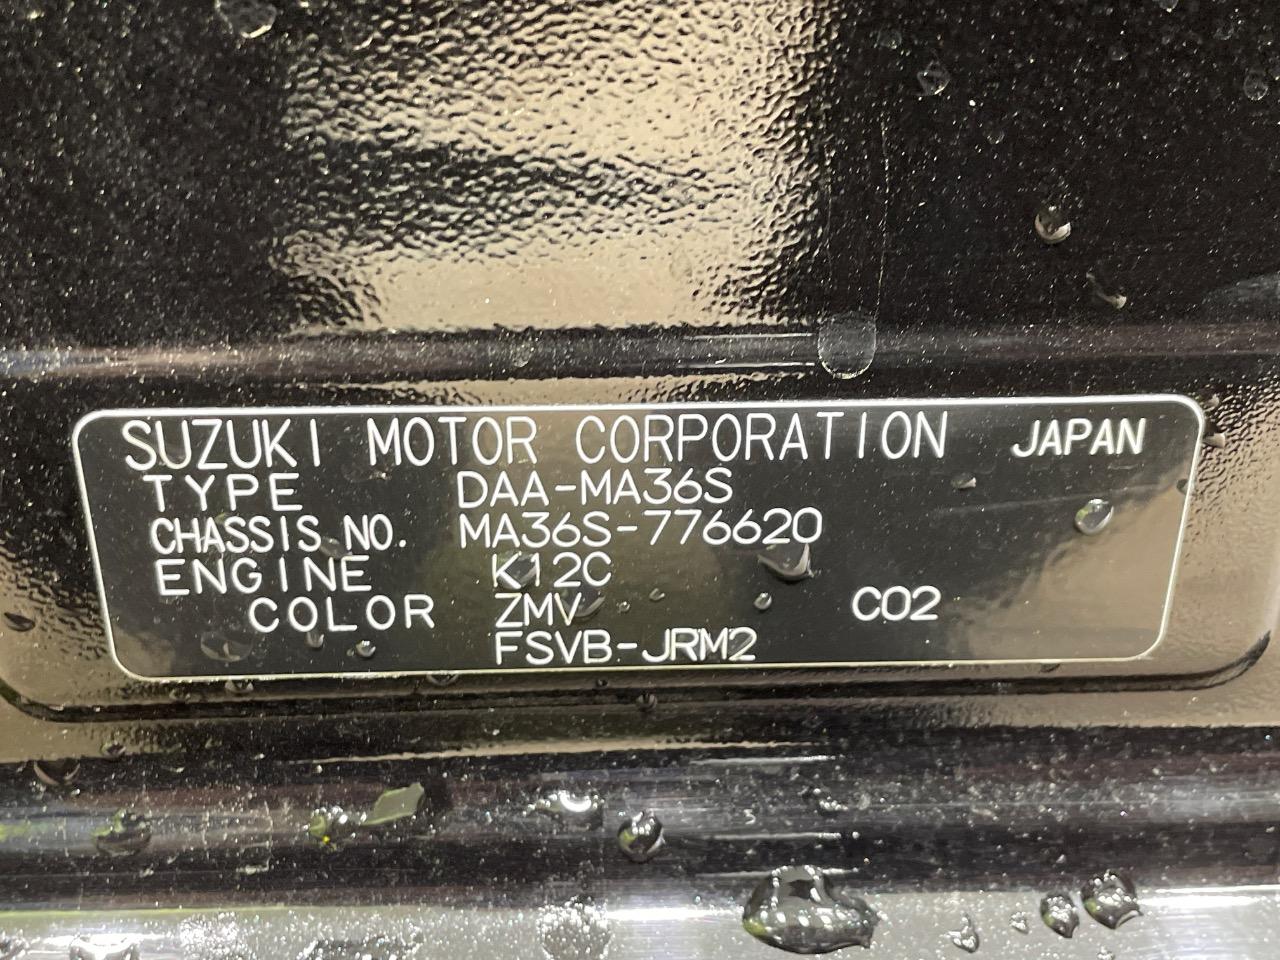 SUZUKI MOTOR CORPORATION JAPAN
TYPE DAA-MA36S
CHASSIS NO. MA36S-776620
ENGINE K12C
COLOR ZMV C02
FSVB-JRM2